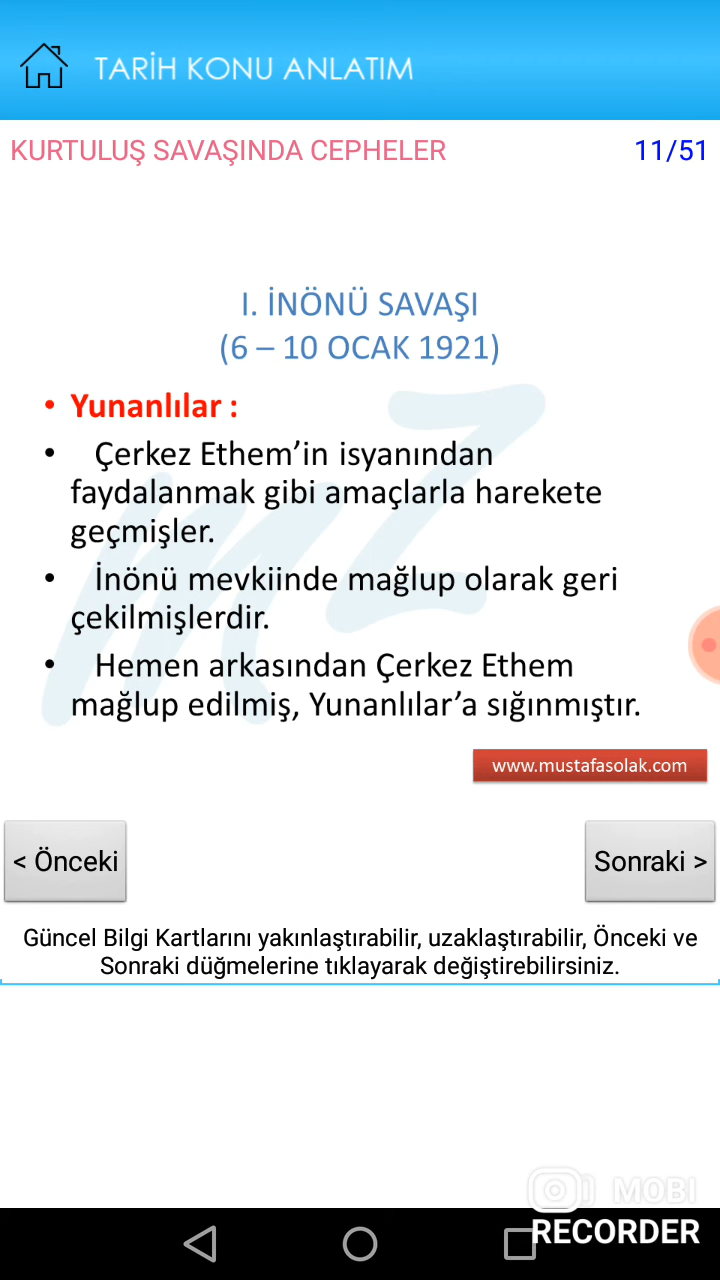 TARİH KONU ANLATIM
KURTULUŞ SAVAŞINDA CEPHELER
11/51
I. İNÖNÜ SAVAŞI
(6 – 10 OCAK 1921)
• Yunanlılar :
• Çerkez Ethem’in isyanından
faydalanmak gibi amaçlarla harekete
geçmişler.
• İnönü mevkiinde mağlup olarak geri
çekilmişlerdir.
• Hemen arkasından Çerkez Ethem
mağlup edilmiş, Yunanlılar’a sığınmıştır.
www.mustafasolak.com
< Önceki
Sonraki >
Güncel Bilgi Kartlarını yakınlaştırabilir, uzaklaştırabilir, Önceki ve
Sonraki düğmelerine tıklayarak değiştirebilirsiniz.
MOBI
RECORDER